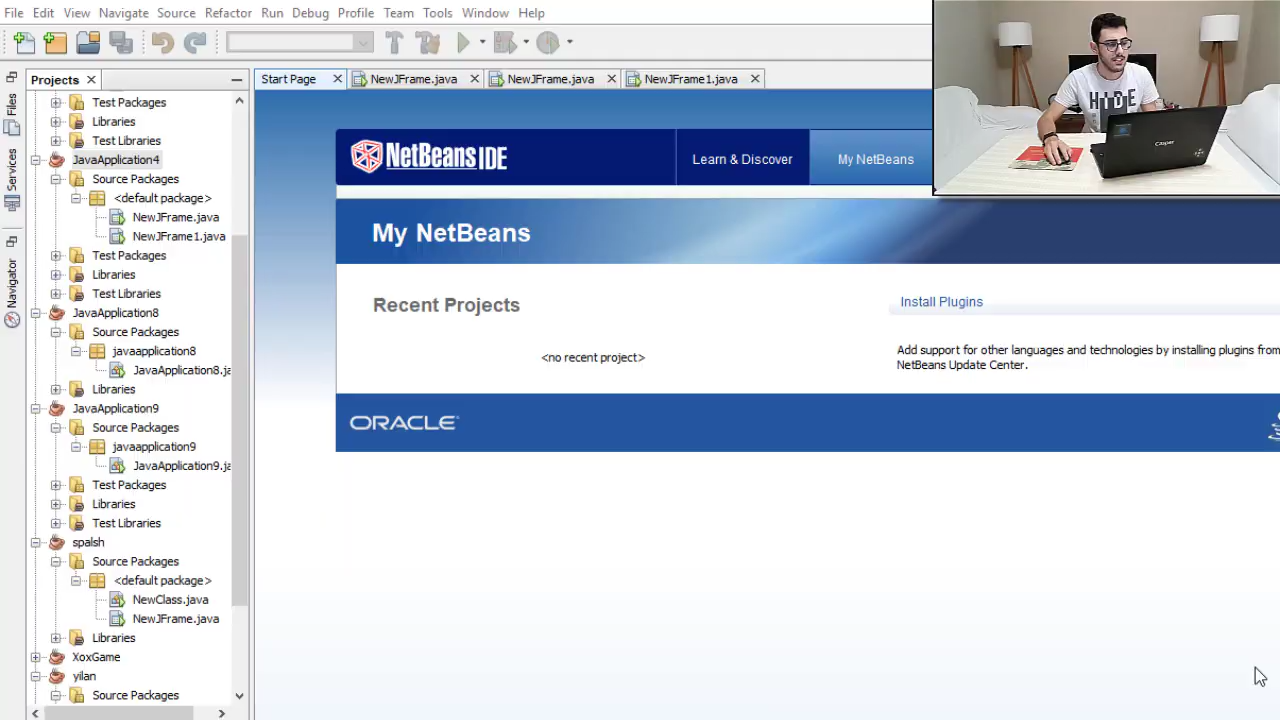 File Edit View Navigate Source Refactor Run Debug Profile Team Tools Window Help
Projects
Start Page
NewJFrame.java
NewJFrame.java
NewJFrame1.java
Files
Services
Navigator
Test Packages
Libraries
Test Libraries
JavaApplication4
Source Packages
<default package>
NewJFrame.java
NewJFrame1.java
Test Packages
Libraries
Test Libraries
JavaApplication8
Source Packages
javaapplication8
JavaApplication8.ja
Libraries
JavaApplication9
Source Packages
javaapplication9
JavaApplication9.ja
Test Packages
Libraries
Test Libraries
spalsh
Source Packages
<default package>
NewClass.java
NewJFrame.java
Libraries
XoxGame
yilan
Source Packages
NetBeans IDE
Learn & Discover
My NetBeans
My NetBeans
Recent Projects
<no recent project>
Install Plugins
Add support for other languages and technologies by installing plugins from
NetBeans Update Center.
ORACLE
HIDE
Casper